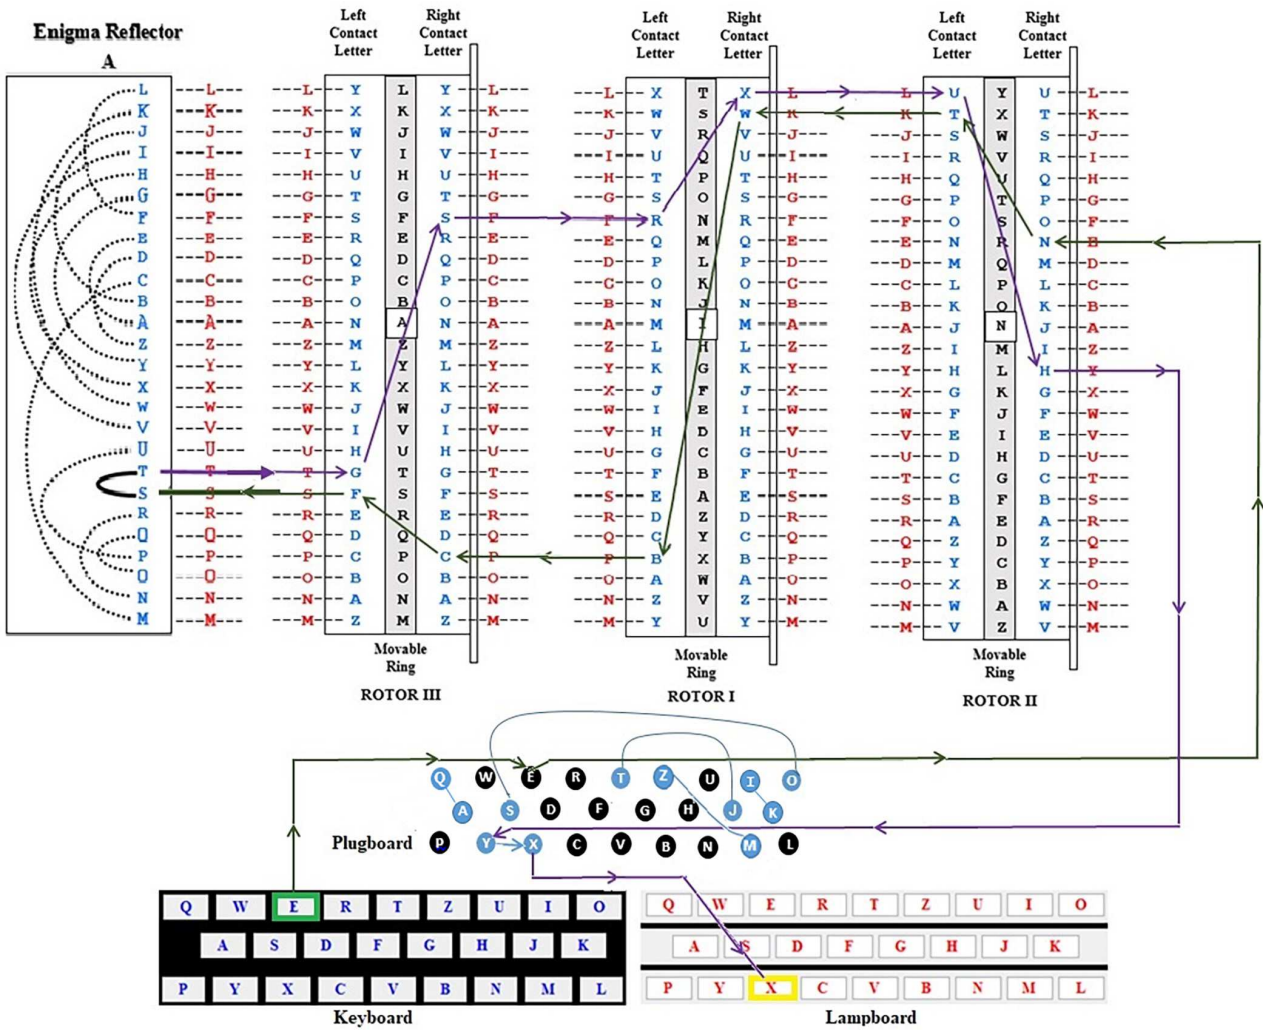 Enigma Reflector
A
Left Contact Letter
Right Contact Letter
Left Contact Letter
Right Contact Letter
Left Contact Letter
Right Contact Letter
L L L Y L Y L L X T X L L U Y U L
K K K X K X K K W S W K K T X T K
J J J W J W J J V R V J J S W S J
I I I V I V I I U Q U I I R V R I
H H H U H U H H T P T H H Q U Q H
G G G T G T G G S O S G G P T P G
F F F S F S F F R N R F F O S O F
E E E R E R E E Q M Q E E N R N E
D D D Q D Q D D P L P D D M Q M D
C C C P C P C C O K O C C L P L C
B B B O B O B B N J N B B K O K B
A A A N A N A A M I M A A J N J A
Z Z Z M Z M Z Z L H L Z Z I M I Z
Y Y Y L Y L Y Y K G K Y Y H L H Y
X X X K X K X X J F J X X G K G X
W W W J W J W W I E I W W F J F W
V V V I V I V V H D H V V E I E V
U U U H U H U U G C G U U D H D U
T T T G T G T T F B F T T C G C T
S S S F S F S S E A E S S B F B S
R R R E R E R R D Z D R R A E A R
Q Q Q D Q D Q Q C Y C Q Q Z D Z Q
P P P C P C P P B X B P P Y C Y P
O O O B O B O O A W A O O X B X O
N N N A N A N N Z V Z N N W A W N
M M M Z M Z M M Y U Y M M V Z V M
Movable Ring
Movable Ring
Movable Ring
ROTOR III
ROTOR I
ROTOR II
Q W E R T Z U I O
A S D F G H J K
Plugboard
P Y X C V B N M L
Q W E R T Z U I O
A S D F G H J K
P Y X C V B N M L
Keyboard
Q W E R T Z U I O
A S D F G H J K
P Y X C V B N M L
Lampboard